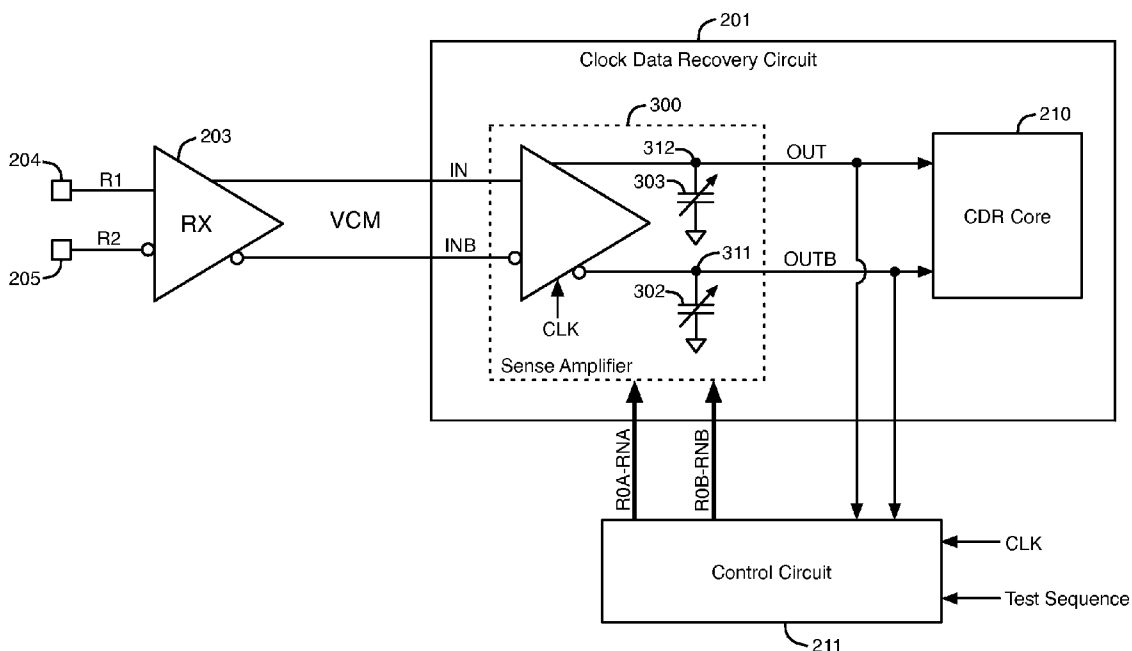 201
Clock Data Recovery Circuit
300
210
203
204
R1
IN
312
OUT
303
RX
VCM
CDR Core
R2
INB
311
OUTB
205
302
CLK
Sense Amplifier
R0A-RNA
R0B-RNB
CLK
Control Circuit
Test Sequence
211